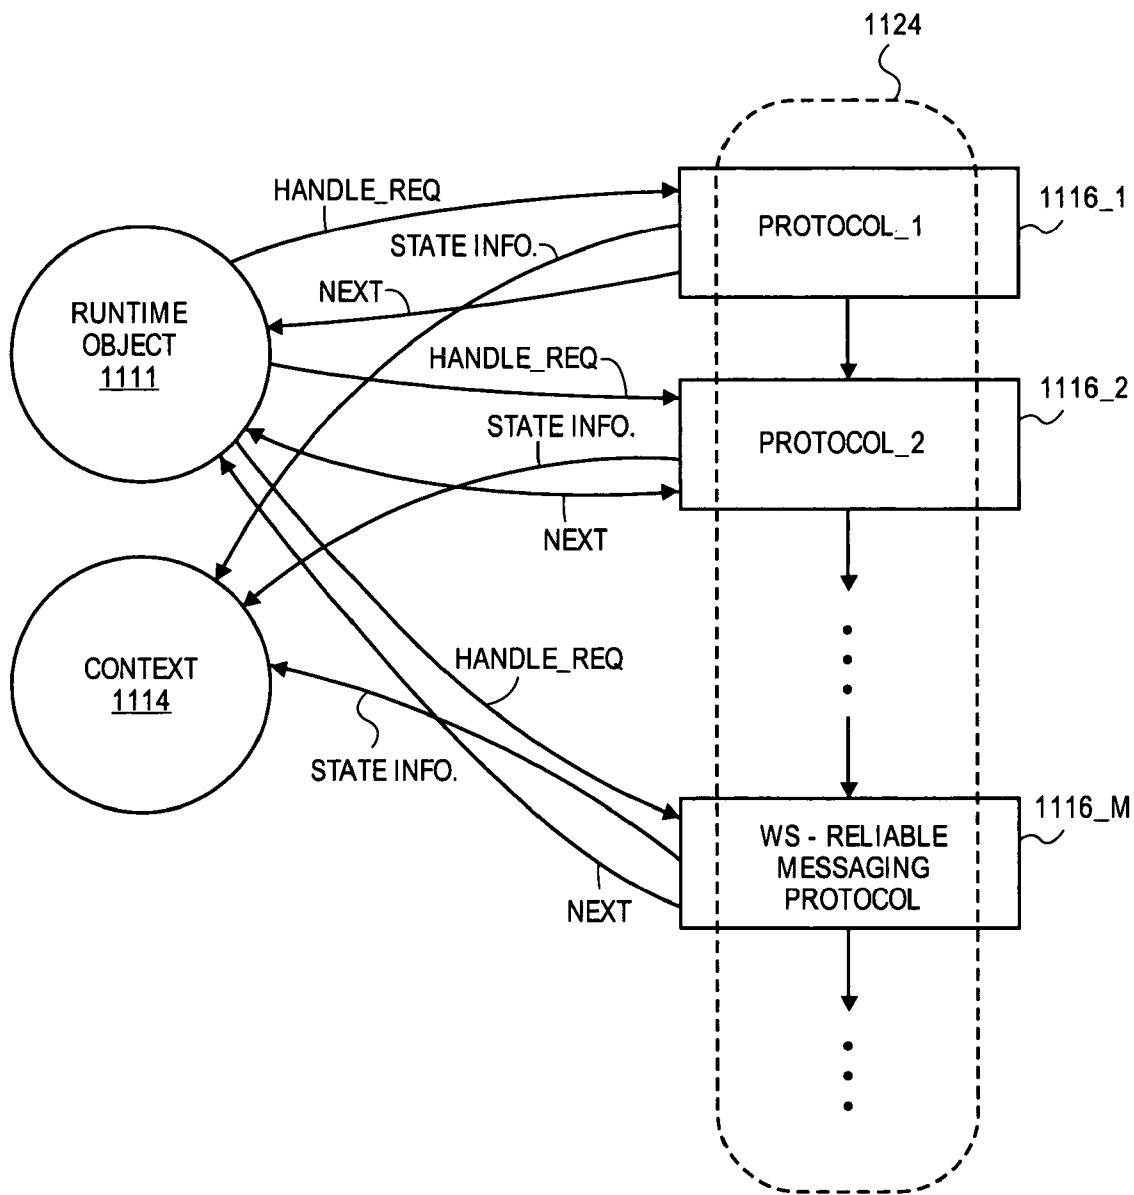 1124
HANDLE_REQ
1116_1
STATE INFO.
PROTOCOL_1
NEXT
RUNTIME
OBJECT
1111
HANDLE_REQ
1116_2
STATE INFO.
PROTOCOL_2
NEXT
CONTEXT
1114
HANDLE_REQ
STATE INFO.
1116_M
WS - RELIABLE
MESSAGING
PROTOCOL
NEXT